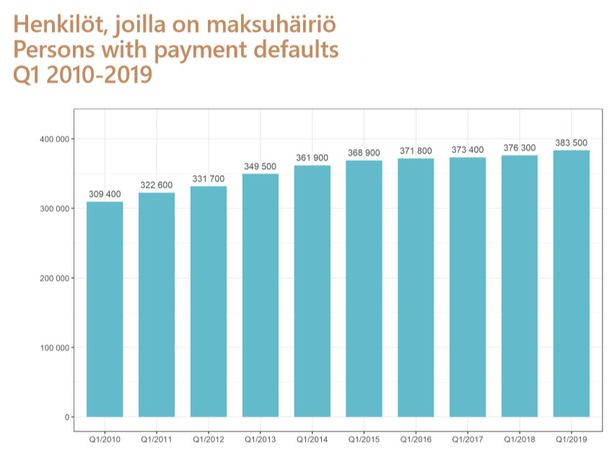 Henkilöt, joilla on maksuhäiriö
Persons with payment defaults
Q1 2010-2019
400 000
300 000
200 000
100 000
0
309 400
322 600
331 700
349 500
361 900
368 900
371 800
373 400
376 300
383 500
Q1/2010
Q1/2011
Q1/2012
Q1/2013
Q1/2014
Q1/2015
Q1/2016
Q1/2017
Q1/2018
Q1/2019